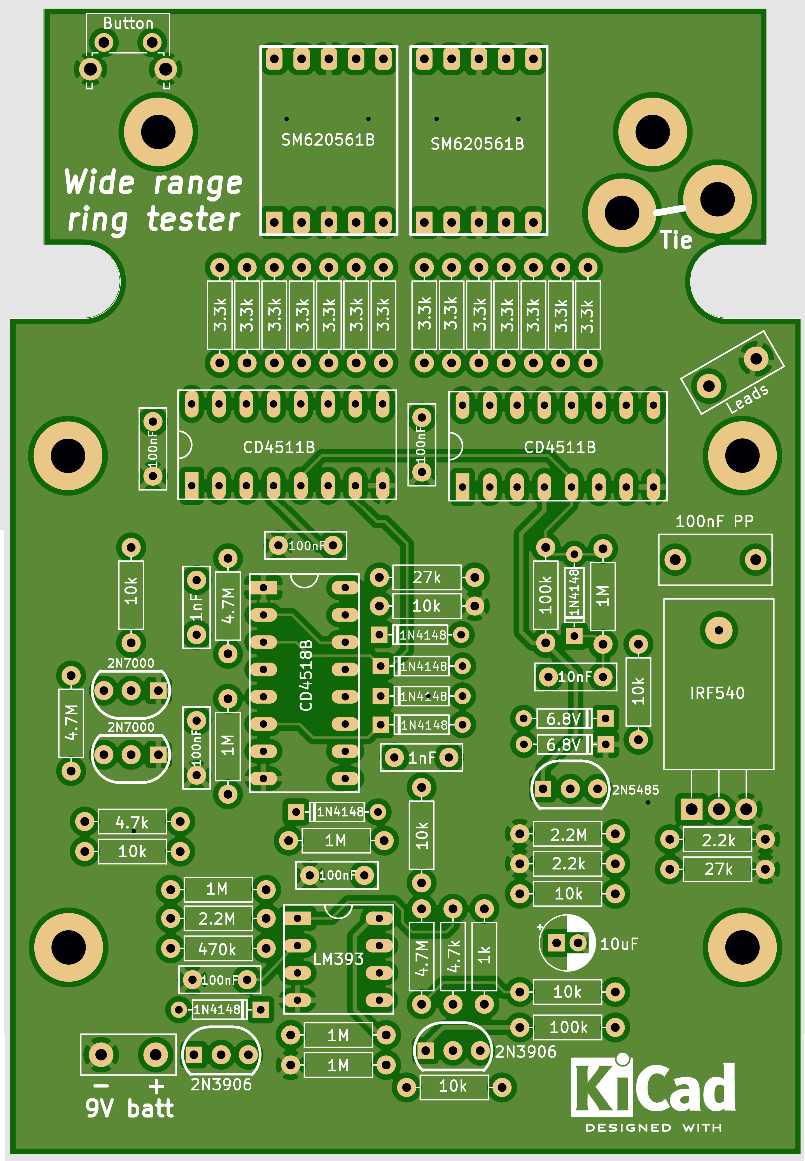 Button
SM620561B
SM620561B
Wide range
ring tester
Tie
3.3k
3.3k
3.3k
3.3k
3.3k
3.3k
3.3k
3.3k
3.3k
3.3k
3.3k
3.3k
3.3k
3.3k
Leads
100nF
CD4511B
100nF
CD4511B
100nF PP
100nF
10k
1nF
4.7M
27k
10k
100k
1N4148
1M
1N4148
CD4518B
2N7000
1N4148
10nF
10k
IRF540
4.7M
1N4148
6.8V
2N7000
100nF
1M
1N4148
6.8V
1nF
2N5485
4.7k
1N4148
10k
2.2M
2.2k
10k
1M
2.2k
27k
100nF
1M
10k
2.2M
LM393
4.7M
4.7k
1k
+
10uF
470k
100nF
10k
1N4148
1M
100k
2N3906
1M
2N3906
- +
9V batt
10k
KiCad
DESIGNED WITH